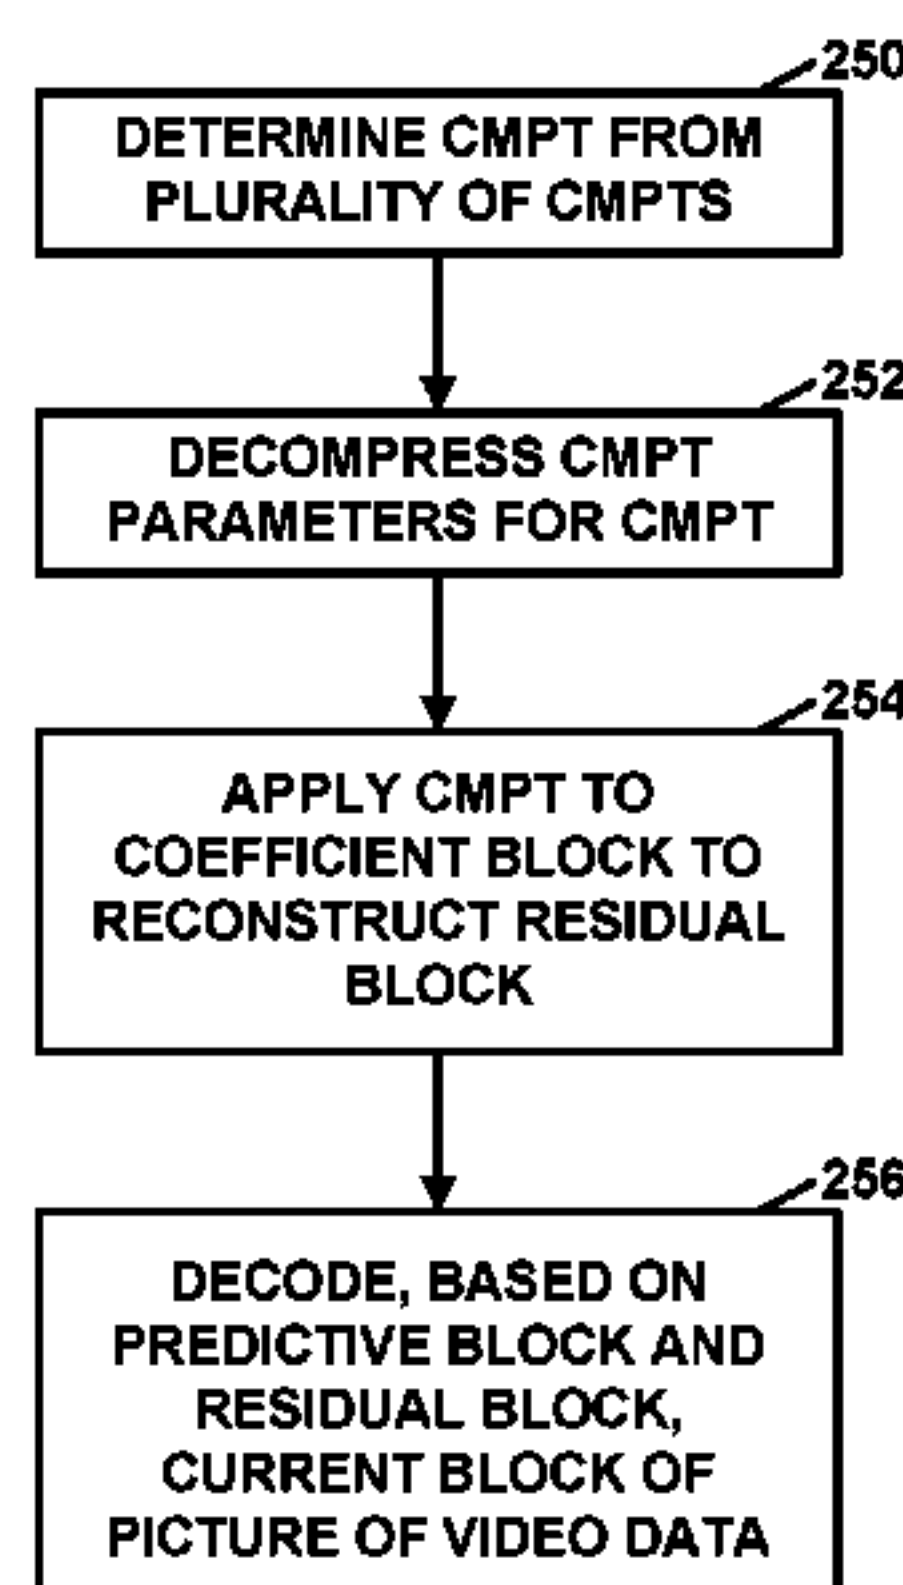 250
DETERMINE CMPT FROM
PLURALITY OF CMPTS
252
DECOMPRESS CMPT
PARAMETERS FOR CMPT
254
APPLY CMPT TO
COEFFICIENT BLOCK TO
RECONSTRUCT RESIDUAL
BLOCK
256
DECODE, BASED ON
PREDICTIVE BLOCK AND
RESIDUAL BLOCK,
CURRENT BLOCK OF
PICTURE OF VIDEO DATA